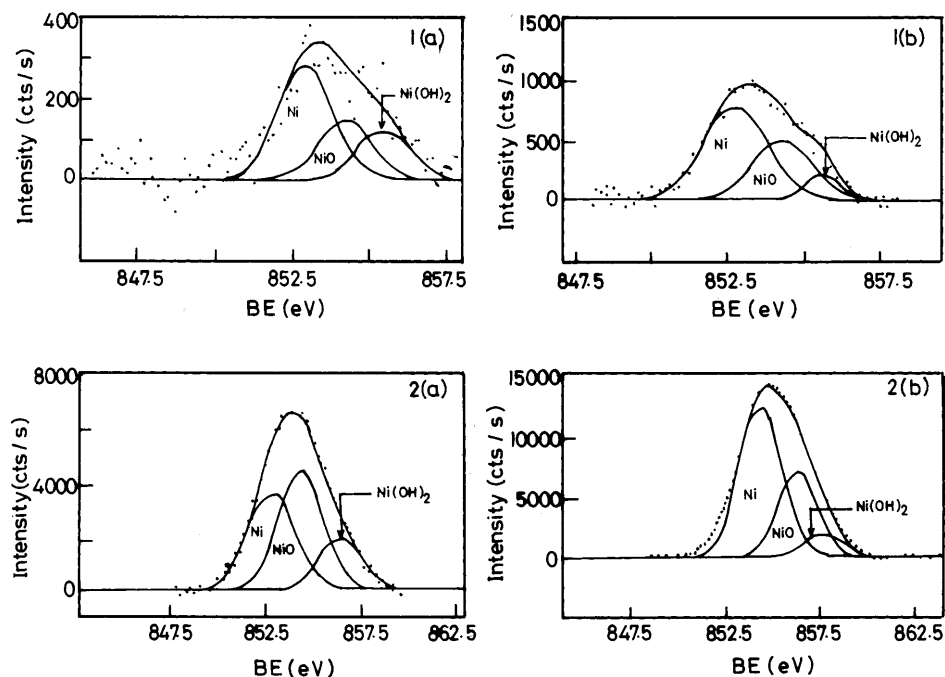 1(a)
400
200
0
Intensity (cts/s)
Ni
NiO
Ni(OH)2
847.5 852.5 857.5
BE (eV)
1(b)
1500
1000
500
0
Intensity (cts/s)
Ni
NiO
Ni(OH)2
847.5 852.5 857.5
BE (eV)
2(a)
8000
4000
0
Intensity (cts/s)
Ni
NiO
Ni(OH)2
8475 852.5 857.5 862.5
BE (eV)
2(b)
15000
10000
5000
0
Intensity (cts/s)
Ni
NiO
Ni(OH)2
8475 852.5 857.5 862.5
BE (eV)